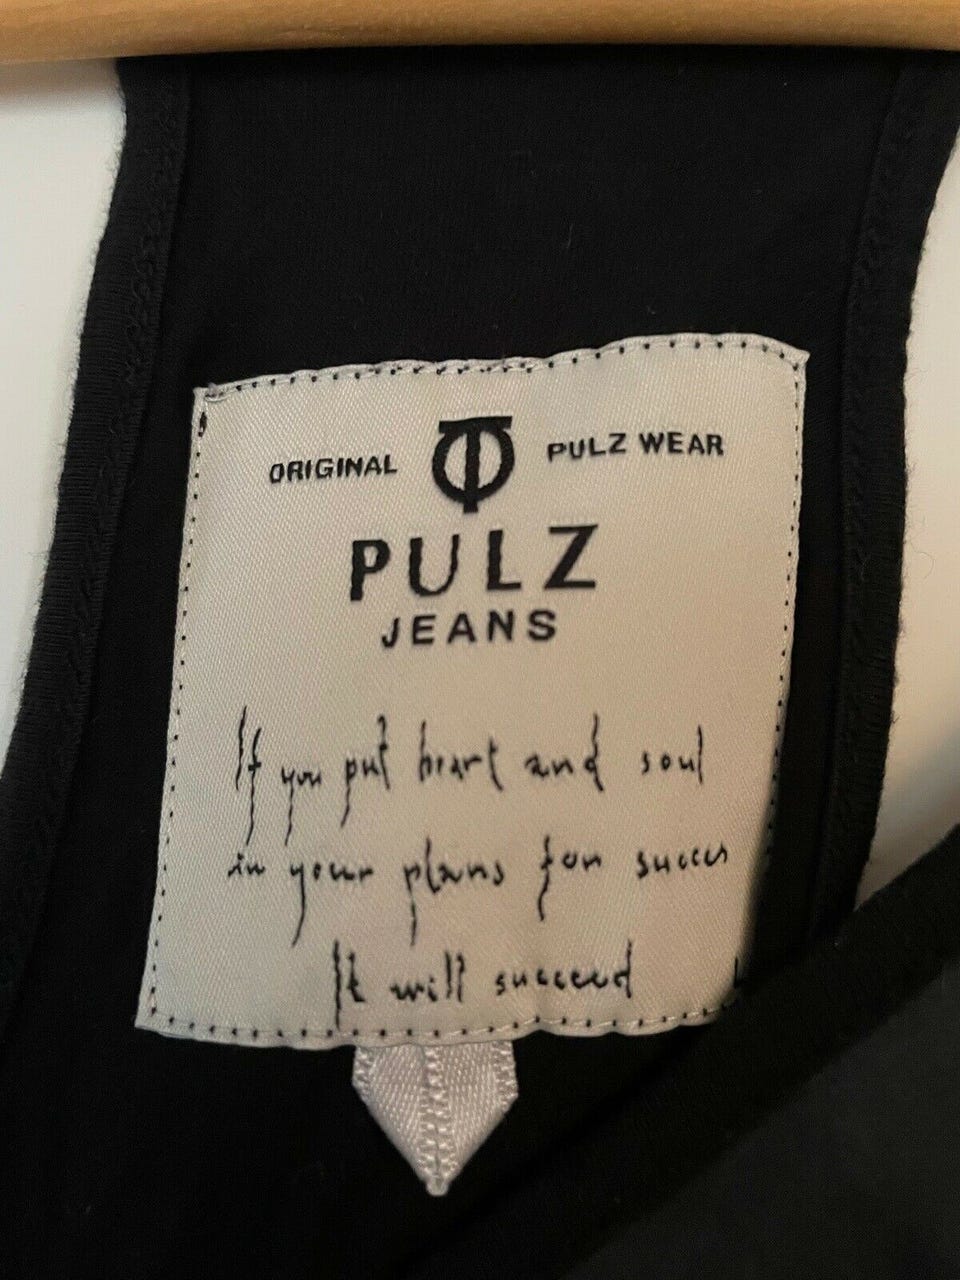 ORIGINAL PULZ WEAR
PULZ
JEANS
If you put heart and soul
in your plans for succes
It will succeed